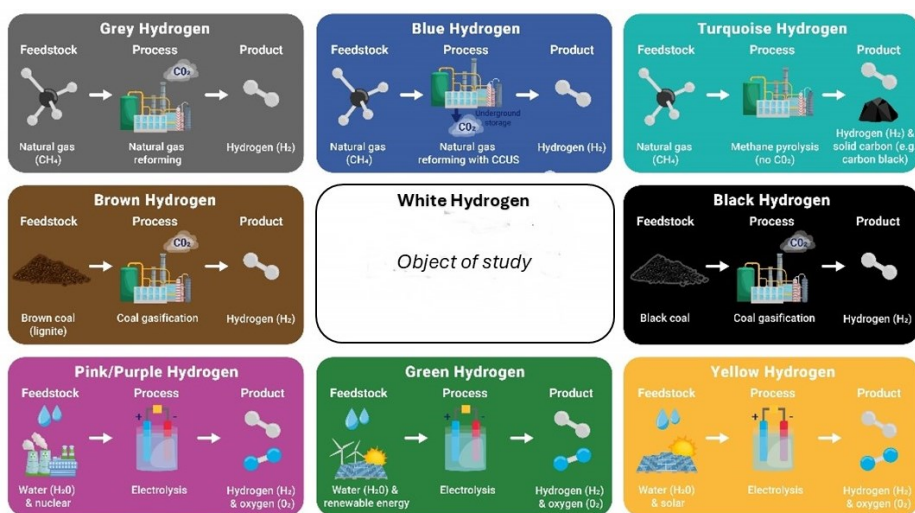 Grey Hydrogen
Feedstock Process Product
CO₂
Natural gas
(CH₄)
Natural gas
reforming
Hydrogen (H₂)
Blue Hydrogen
Feedstock Process Product
Underground
storage
CO₂
Natural gas
(CH₄)
Natural gas
reforming with CCUS
Hydrogen (H₂)
Turquoise Hydrogen
Feedstock Process Product
Natural gas
(CH₄)
Methane pyrolysis
(no CO₂)
Hydrogen (H₂) &
solid carbon (e.g.
carbon black)
Brown Hydrogen
Feedstock Process Product
CO₂
Brown coal
(lignite)
Coal gasification
Hydrogen (H₂)
White Hydrogen
Object of study
Black Hydrogen
Feedstock Process Product
CO₂
Black coal
Coal gasification
Hydrogen (H₂)
Pink/Purple Hydrogen
Feedstock Process Product
+ -
Water (H₂0)
& nuclear
Electrolysis
Hydrogen (H₂)
& oxygen (0₂)
Green Hydrogen
Feedstock Process Product
+ -
Water (H₂0) &
renewable energy
Electrolysis
Hydrogen (H₂)
& oxygen (0₂)
Yellow Hydrogen
Feedstock Process Product
+ -
Water (H₂0)
& solar
Electrolysis
Hydrogen (H₂)
& oxygen (0₂)